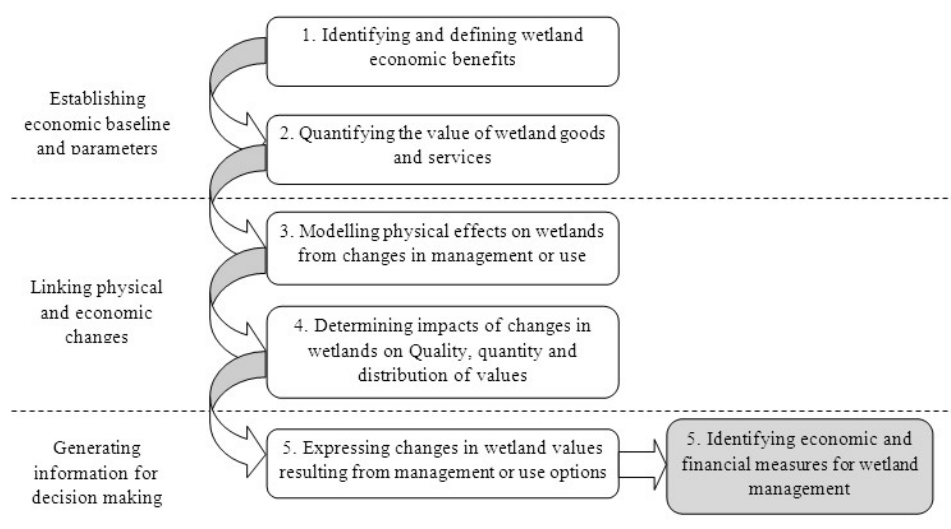 1. Identifying and defining wetland
economic benefits
Establishing
economic baseline
and parameters
2. Quantifying the value of wetland goods
and services
3. Modelling physical effects on wetlands
from changes in management or use
Linking physical
and economic
changes
4. Determining impacts of changes in
wetlands on Quality, quantity and
distribution of values
Generating
information for
decision making
5. Expressing changes in wetland values
resulting from management or use options
5. Identifying economic and
financial measures for wetland
management